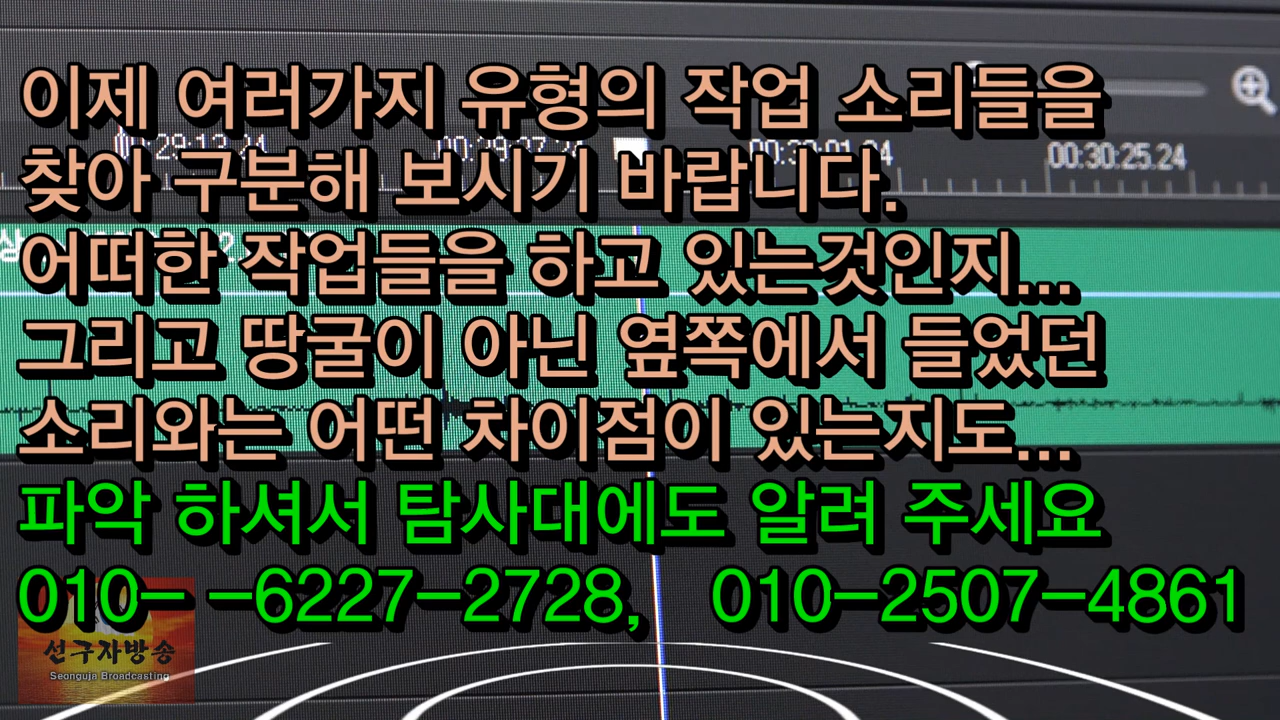 이제 여러가지 유형의 작업 소리들을
00:30:25.24
찾아 구분해 보시기 바랍니다.
어떠한 작업들을 하고 있는것인지...
그리고 땅굴이 아닌 옆쪽에서 들었던
소리와는 어떤 차이점이 있는지도...
파악 하셔서 탐사대에도 알려 주세요
010- -6227-2728, 010-2507-4861
선구자방송
Seonguja Broadcasting